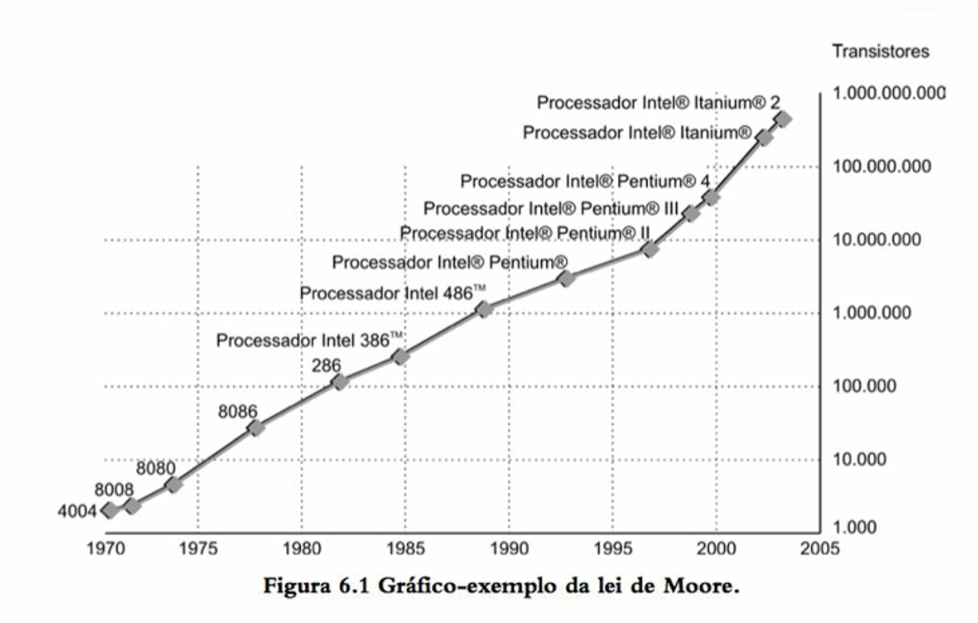 Transistores
1.000.000.000
Processador Intel® Itanium® 2
Processador Intel® Itanium®
100.000.000
Processador Intel® Pentium® 4
Processador Intel® Pentium® III
Processador Intel® Pentium® II
10.000.000
Processador Intel® Pentium®
Processador Intel 486™
1.000.000
Processador Intel 386™
286
100.000
8086
8080
10.000
8008
4004
1.000
1970 1975 1980 1985 1990 1995 2000 2005
Figura 6.1 Gráfico-exemplo da lei de Moore.